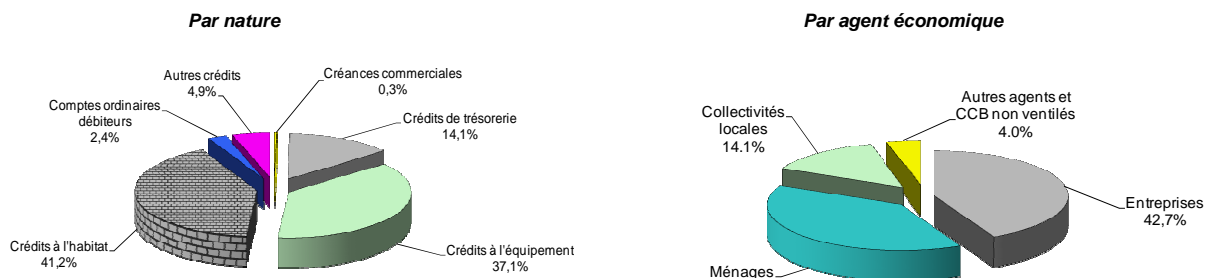 Par nature
Par agent économique
Autres crédits
4,9%
Créances commerciales
0,3%
Comptes ordinaires
débiteurs
2,4%
Crédits de trésorerie
14,1%
Crédits à l'habitat
41,2%
Crédits à l'équipement
37,1%
Collectivités
locales
14.1%
Autres agents et
CCB non ventilés
4.0%
Entreprises
42,7%
Ménages